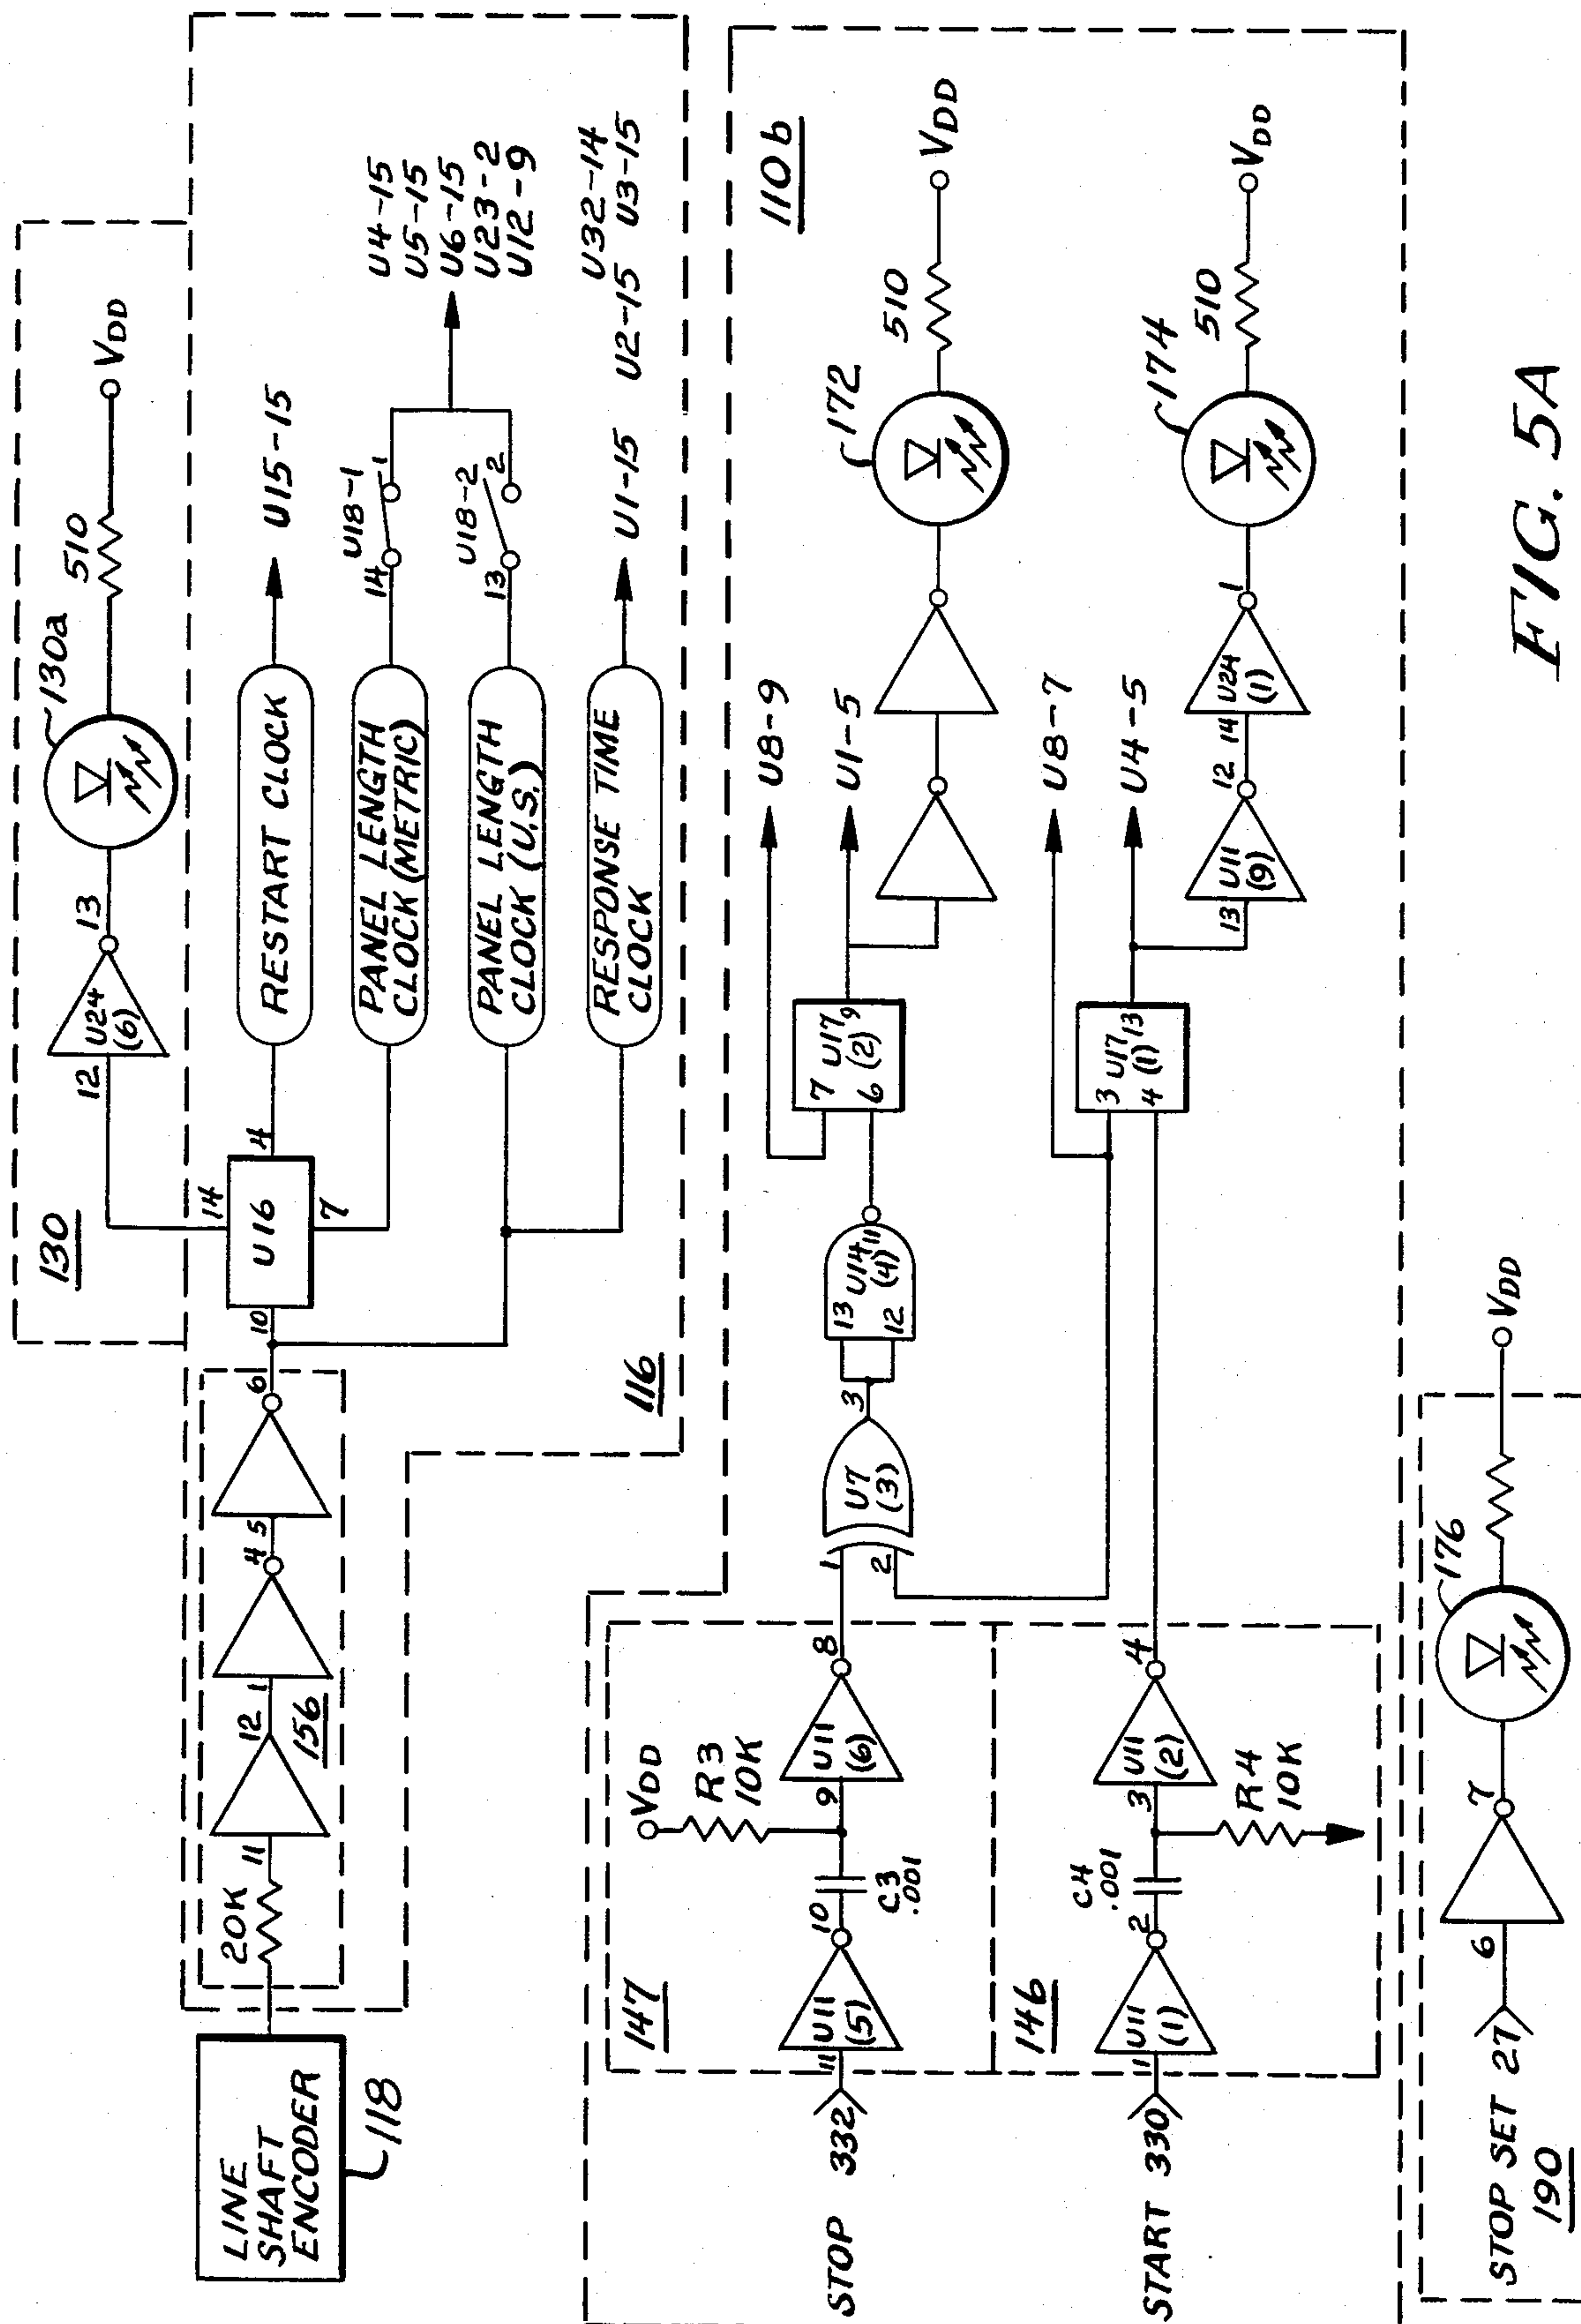 130
12
U24
(6)
13
130a
510
VDD
LINE
SHAFT
ENCODER
118
20K
11
12
156
1
4
5
6
10
14
U16
4
7
116
RESTART CLOCK
U15-15
PANEL LENGTH
CLOCK (METRIC)
14
U18-1
1
PANEL LENGTH
CLOCK (U.S.)
13
U18-2
2
U4-15
U5-15
U6-15
U23-2
U12-9
RESPONSE TIME
CLOCK
U1-15
U2-15
U32-14
U3-15
110b
STOP 332
147
11
U11
(5)
10
C3
.001
VDD
R3
10K
9
U11
(6)
8
1
2
U7
(3)
3
13
12
U14
(4)
11
7
6
U17
(2)
9
U8-9
U1-5
172
510
VDD
START 330
146
1
U11
(1)
2
C4
.001
R4
10K
3
U11
(2)
4
3
4
U17
(1)
13
U8-7
U4-5
13
U11
(9)
12
14
U24
(1)
1
174
510
VDD
STOP SET 27
190
6
7
176
VDD
FIG. 5A